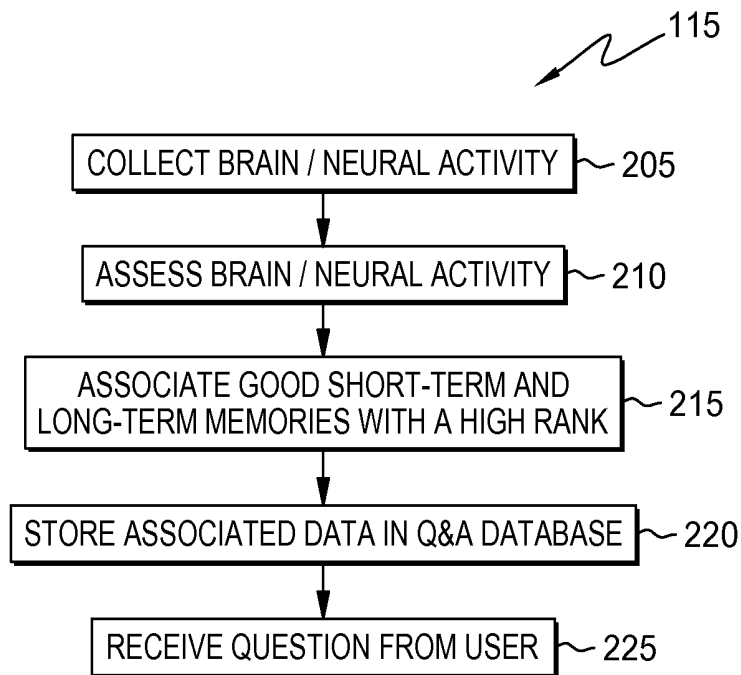 115
COLLECT BRAIN / NEURAL ACTIVITY 205
ASSESS BRAIN / NEURAL ACTIVITY 210
ASSOCIATE GOOD SHORT-TERM AND
LONG-TERM MEMORIES WITH A HIGH RANK 215
STORE ASSOCIATED DATA IN Q&A DATABASE 220
RECEIVE QUESTION FROM USER 225